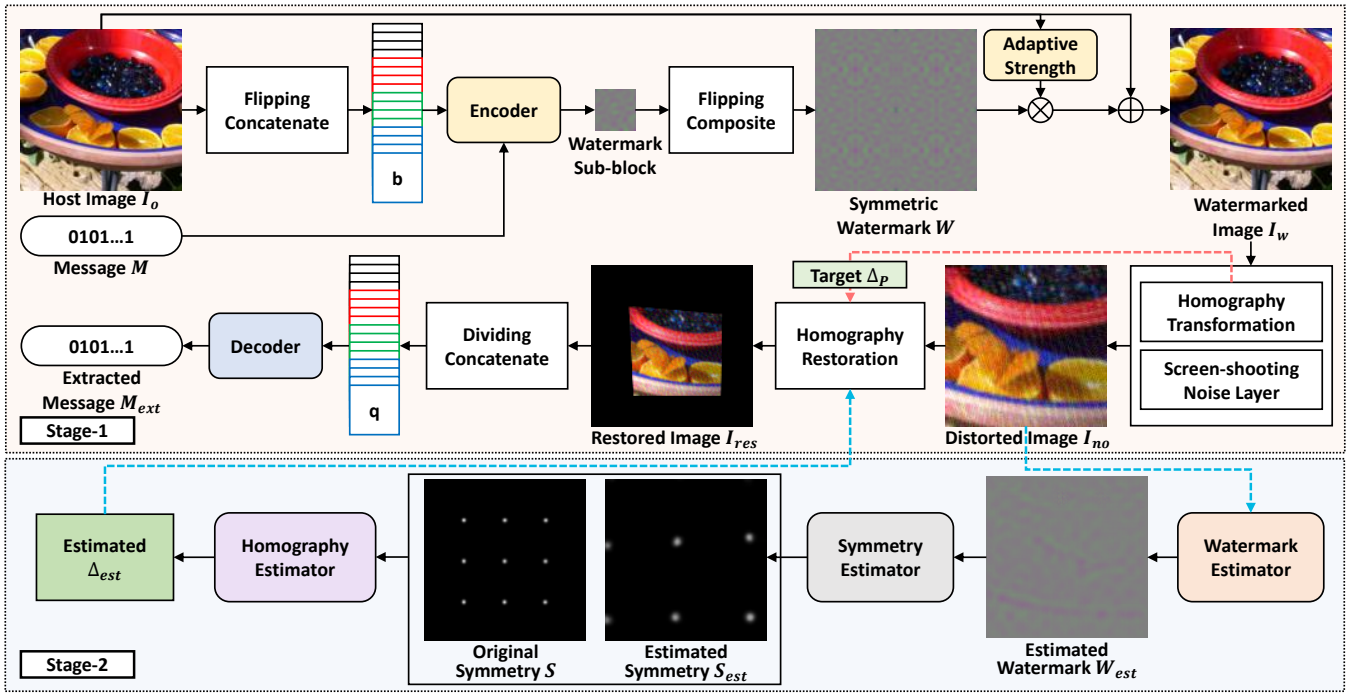 Flipping
Concatenate
b
Encoder
Watermark
Sub-block
Flipping
Composite
Adaptive
Strength
Host Image I_o
Symmetric
Watermark W
Watermarked
Image I_w
0101...1
Message M
Target Δ_P
Homography
Transformation
Screen-shooting
Noise Layer
Homography
Restoration
Dividing
Concatenate
q
Decoder
0101...1
Extracted
Message M_ext
Restored Image I_res
Distorted Image I_no
Stage-1
Estimated
Δ_est
Homography
Estimator
Symmetry
Estimator
Watermark
Estimator
Original
Symmetry S
Estimated
Symmetry S_est
Estimated
Watermark W_est
Stage-2